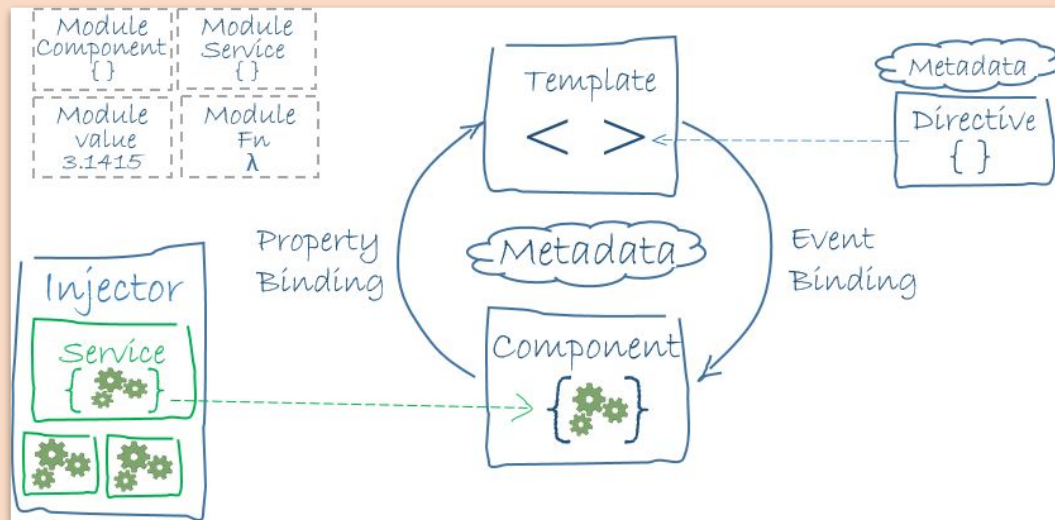 Module
Component
{ }
Module
Service
{ }
Module
value
3.1415
Module
Fn
λ
Template
< >
Metadata
Directive
{ }
Property
Binding
Metadata
Event
Binding
Injector
Service
{ }
Component
{ }